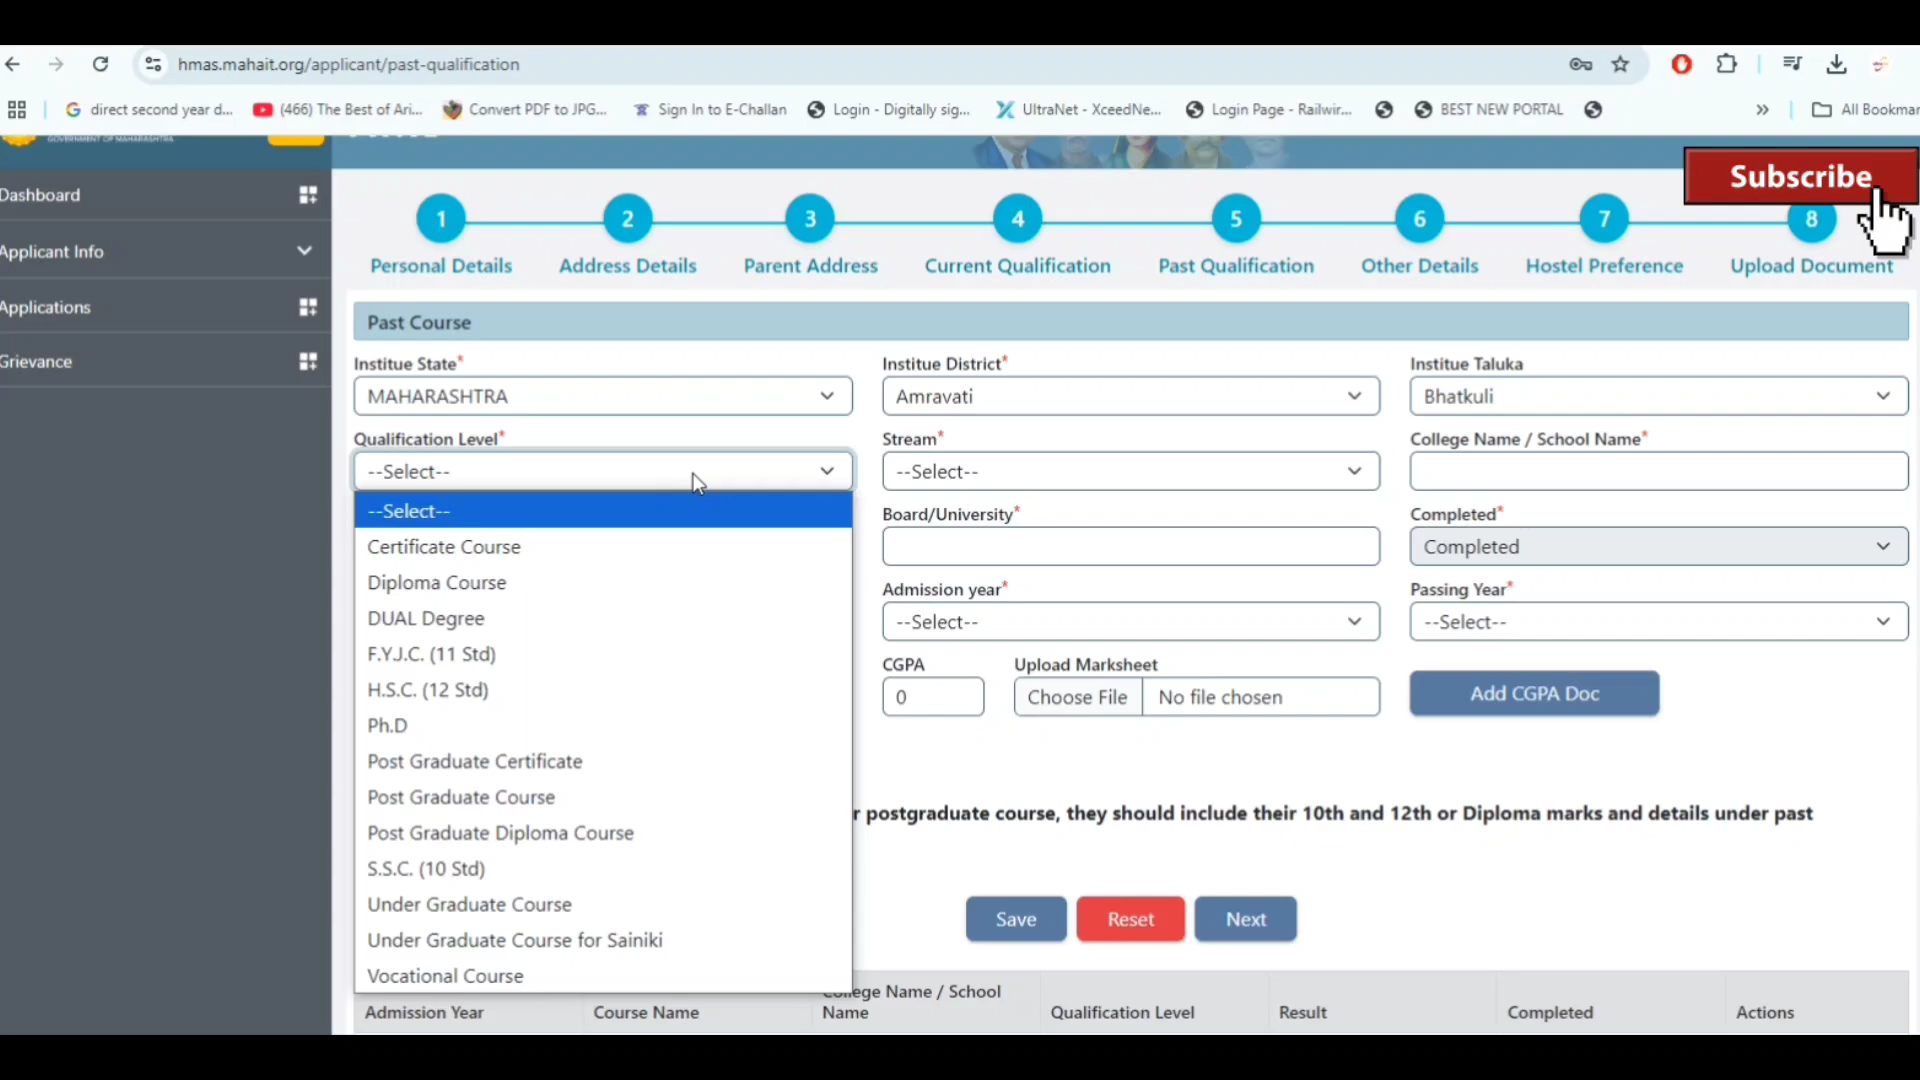 hmas.mahait.org/applicant/past-qualification
direct second year d... (466) The Best of Ari... Convert PDF to JPG... Sign In to E-Challan Login - Digitally sig... UltraNet - XceedNe... Login Page - Railwir... BEST NEW PORTAL » All Bookmar
GOVERNMENT OF MAHARASHTRA
Subscribe
Dashboard
Applicant Info
Applications
Grievance
1 2 3 4 5 6 7 8
Personal Details Address Details Parent Address Current Qualification Past Qualification Other Details Hostel Preference Upload Document
Past Course
Institue State* Institue District* Institue Taluka
MAHARASHTRA Amravati Bhatkuli
Qualification Level* Stream* College Name / School Name*
--Select-- --Select--
--Select--
Certificate Course
Diploma Course
DUAL Degree
F.Y.J.C. (11 Std)
H.S.C. (12 Std)
Ph.D
Post Graduate Certificate
Post Graduate Course
Post Graduate Diploma Course
S.S.C. (10 Std)
Under Graduate Course
Under Graduate Course for Sainiki
Vocational Course
Board/University* Completed*
Completed
Admission year* Passing Year*
--Select-- --Select--
CGPA Upload Marksheet
0 Choose File No file chosen Add CGPA Doc
r postgraduate course, they should include their 10th and 12th or Diploma marks and details under past
Save Reset Next
Admission Year Course Name College Name / School Name Qualification Level Result Completed Actions